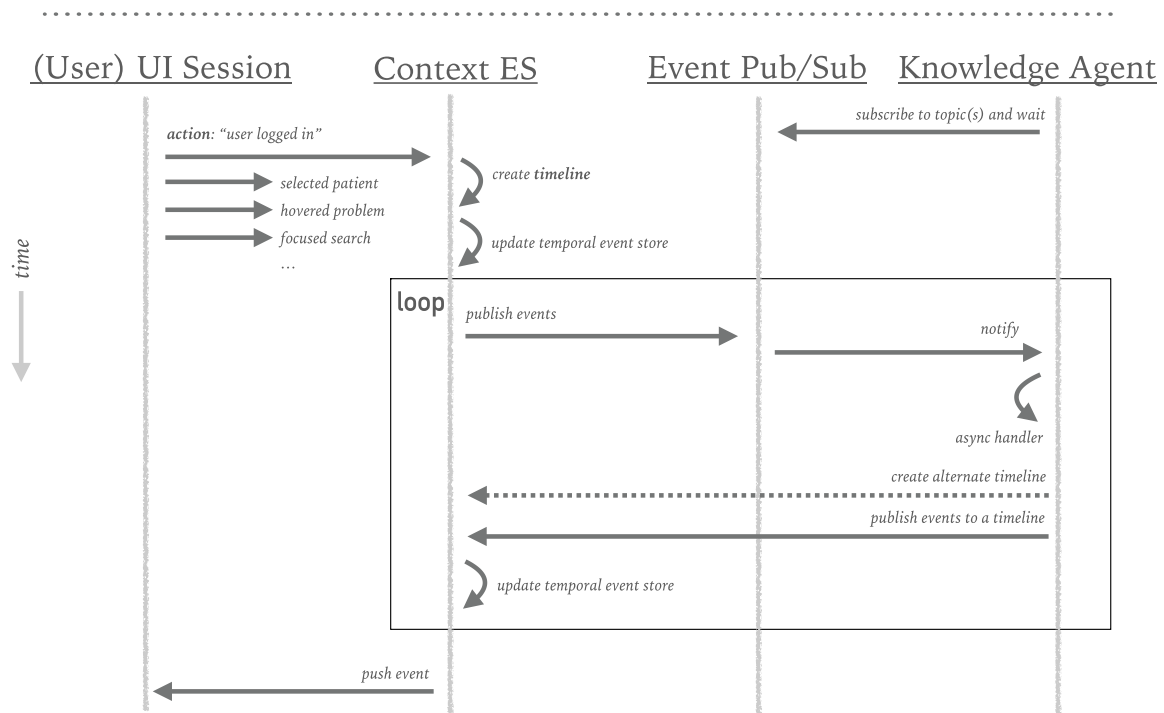 (User) UI Session
Context ES
Event Pub/Sub
Knowledge Agent
subscribe to topic(s) and wait
action: “user logged in”
create timeline
selected patient
hovered problem
focused search
update temporal event store
...
time
loop
publish events
notify
async handler
create alternate timeline
publish events to a timeline
update temporal event store
push event